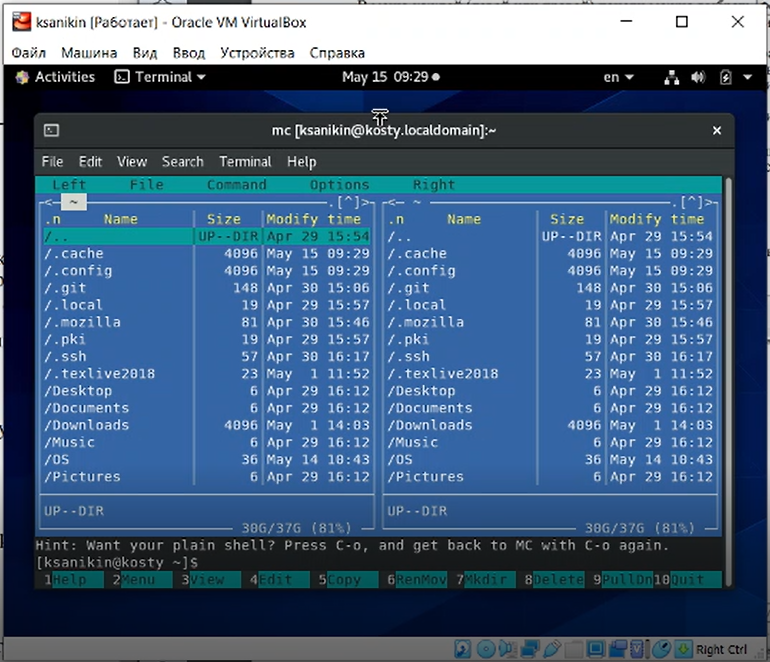 ksanikin [Работает] - Oracle VM VirtualBox
Файл Машина Вид Ввод Устройства Справка
Activities Terminal May 15 09:29 en
mc [ksanikin@kosty.localdomain]:~
File Edit View Search Terminal Help
Left File Command Options Right
<- ~ .[^]> <- ~ .[^]>
.n Name Size Modify time .n Name Size Modify time
/.. UP--DIR Apr 29 15:54 /.. UP--DIR Apr 29 15:54
/.cache 4096 May 15 09:29 /.cache 4096 May 15 09:29
/.config 4096 May 15 09:29 /.config 4096 May 15 09:29
/.git 148 Apr 30 15:06 /.git 148 Apr 30 15:06
/.local 19 Apr 29 15:57 /.local 19 Apr 29 15:57
/.mozilla 81 Apr 30 15:46 /.mozilla 81 Apr 30 15:46
/.pki 19 Apr 29 15:57 /.pki 19 Apr 29 15:57
/.ssh 57 Apr 30 16:17 /.ssh 57 Apr 30 16:17
/.texlive2018 23 May 1 11:52 /.texlive2018 23 May 1 11:52
/Desktop 6 Apr 29 16:12 /Desktop 6 Apr 29 16:12
/Documents 6 Apr 29 16:12 /Documents 6 Apr 29 16:12
/Downloads 4096 May 1 14:03 /Downloads 4096 May 1 14:03
/Music 6 Apr 29 16:12 /Music 6 Apr 29 16:12
/OS 36 May 14 10:43 /OS 36 May 14 10:43
/Pictures 6 Apr 29 16:12 /Pictures 6 Apr 29 16:12
UP--DIR UP--DIR
30G/37G (81%) 30G/37G (81%)
Hint: Want your plain shell? Press C-o, and get back to MC with C-o again.
[ksanikin@kosty ~]$
1Help 2Menu 3View 4Edit 5Copy 6RenMov 7Mkdir 8Delete 9PullDn 10Quit
Right Ctrl